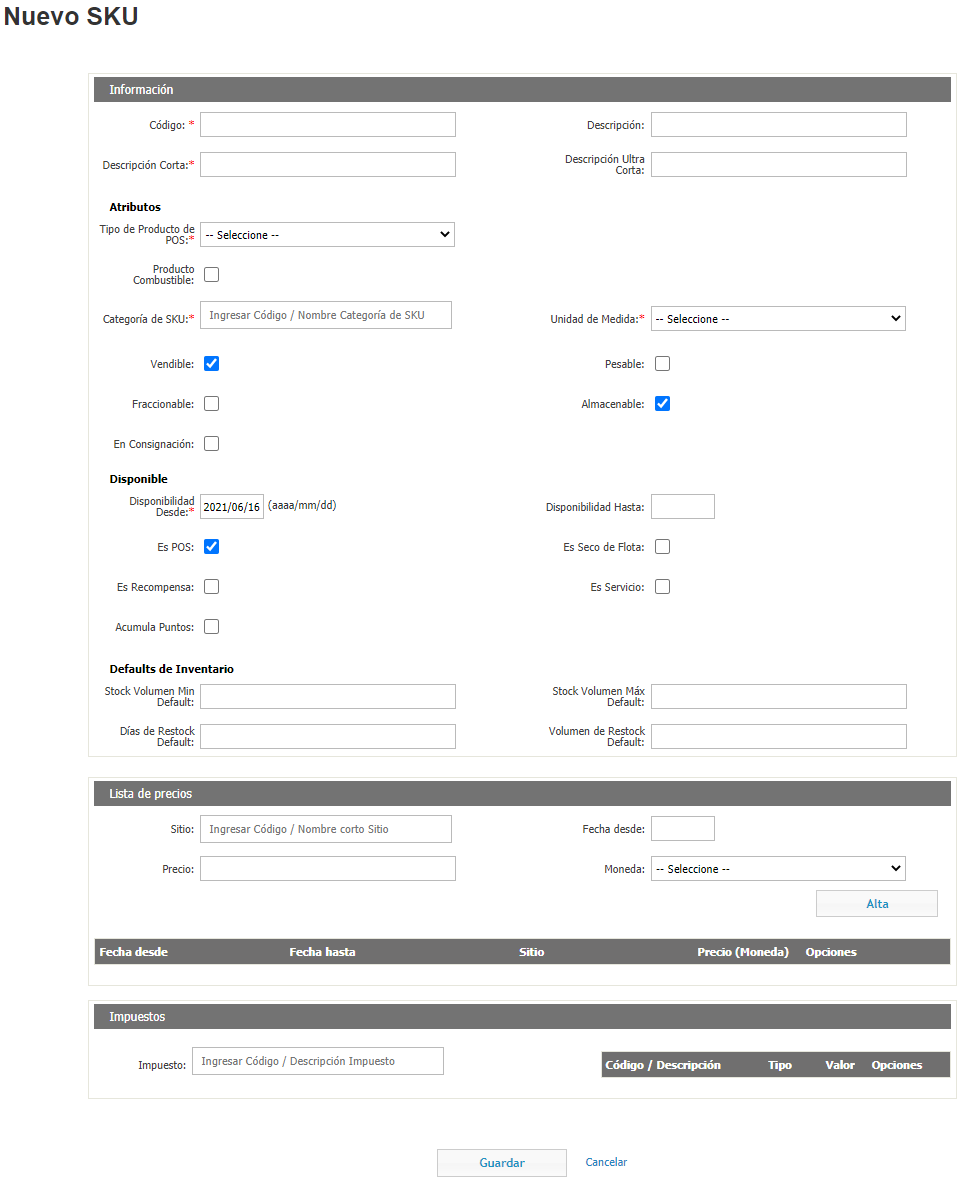 Nuevo SKU
Información
Código: *
Descripción:
Descripción Corta:*
Descripción Ultra
Corta:
Atributos
Tipo de Producto de
POS:*
-- Seleccione --
Producto
Combustible:
Categoría de SKU:*
Ingresar Código / Nombre Categoría de SKU
Unidad de Medida:*
-- Seleccione --
Vendible:
Pesable:
Fraccionable:
Almacenable:
En Consignación:
Disponible
Disponibilidad
Desde:*
2021/06/16
(aaaa/mm/dd)
Disponibilidad Hasta:
Es POS:
Es Seco de Flota:
Es Recompensa:
Es Servicio:
Acumula Puntos:
Defaults de Inventario
Stock Volumen Min
Default:
Stock Volumen Máx
Default:
Días de Restock
Default:
Volumen de Restock
Default:
Lista de precios
Sitio:
Ingresar Código / Nombre corto Sitio
Fecha desde:
Precio:
Moneda:
-- Seleccione --
Alta
Fecha desde Fecha hasta Sitio Precio (Moneda) Opciones
Impuestos
Impuesto:
Ingresar Código / Descripción Impuesto
Código / Descripción Tipo Valor Opciones
Guardar
Cancelar